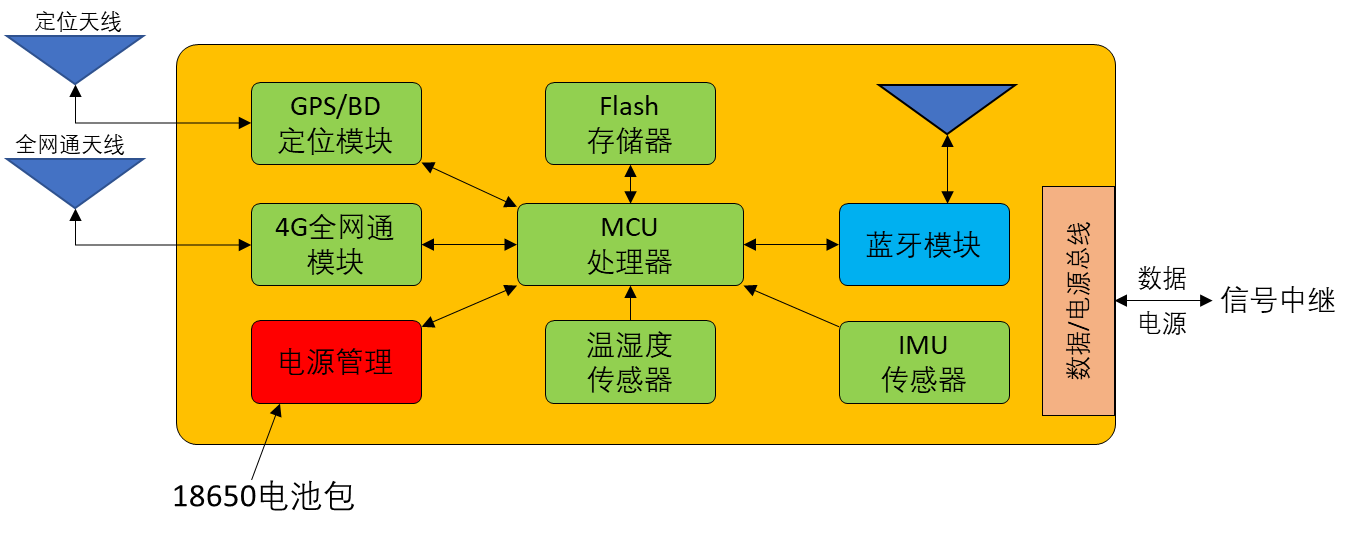 定位天线
全网通天线
GPS/BD
定位模块
Flash
存储器
4G全网通
模块
MCU
处理器
蓝牙模块
电源管理
温湿度
传感器
IMU
传感器
数据/电源总线
数据
电源
信号中继
18650电池包